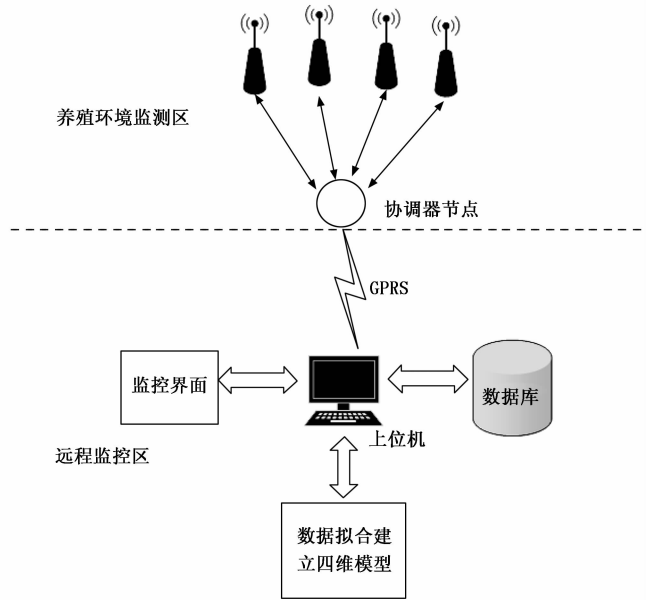 养殖环境监测区
协调器节点
GPRS
监控界面
数据库
上位机
远程监控区
数据拟合建
立四维模型